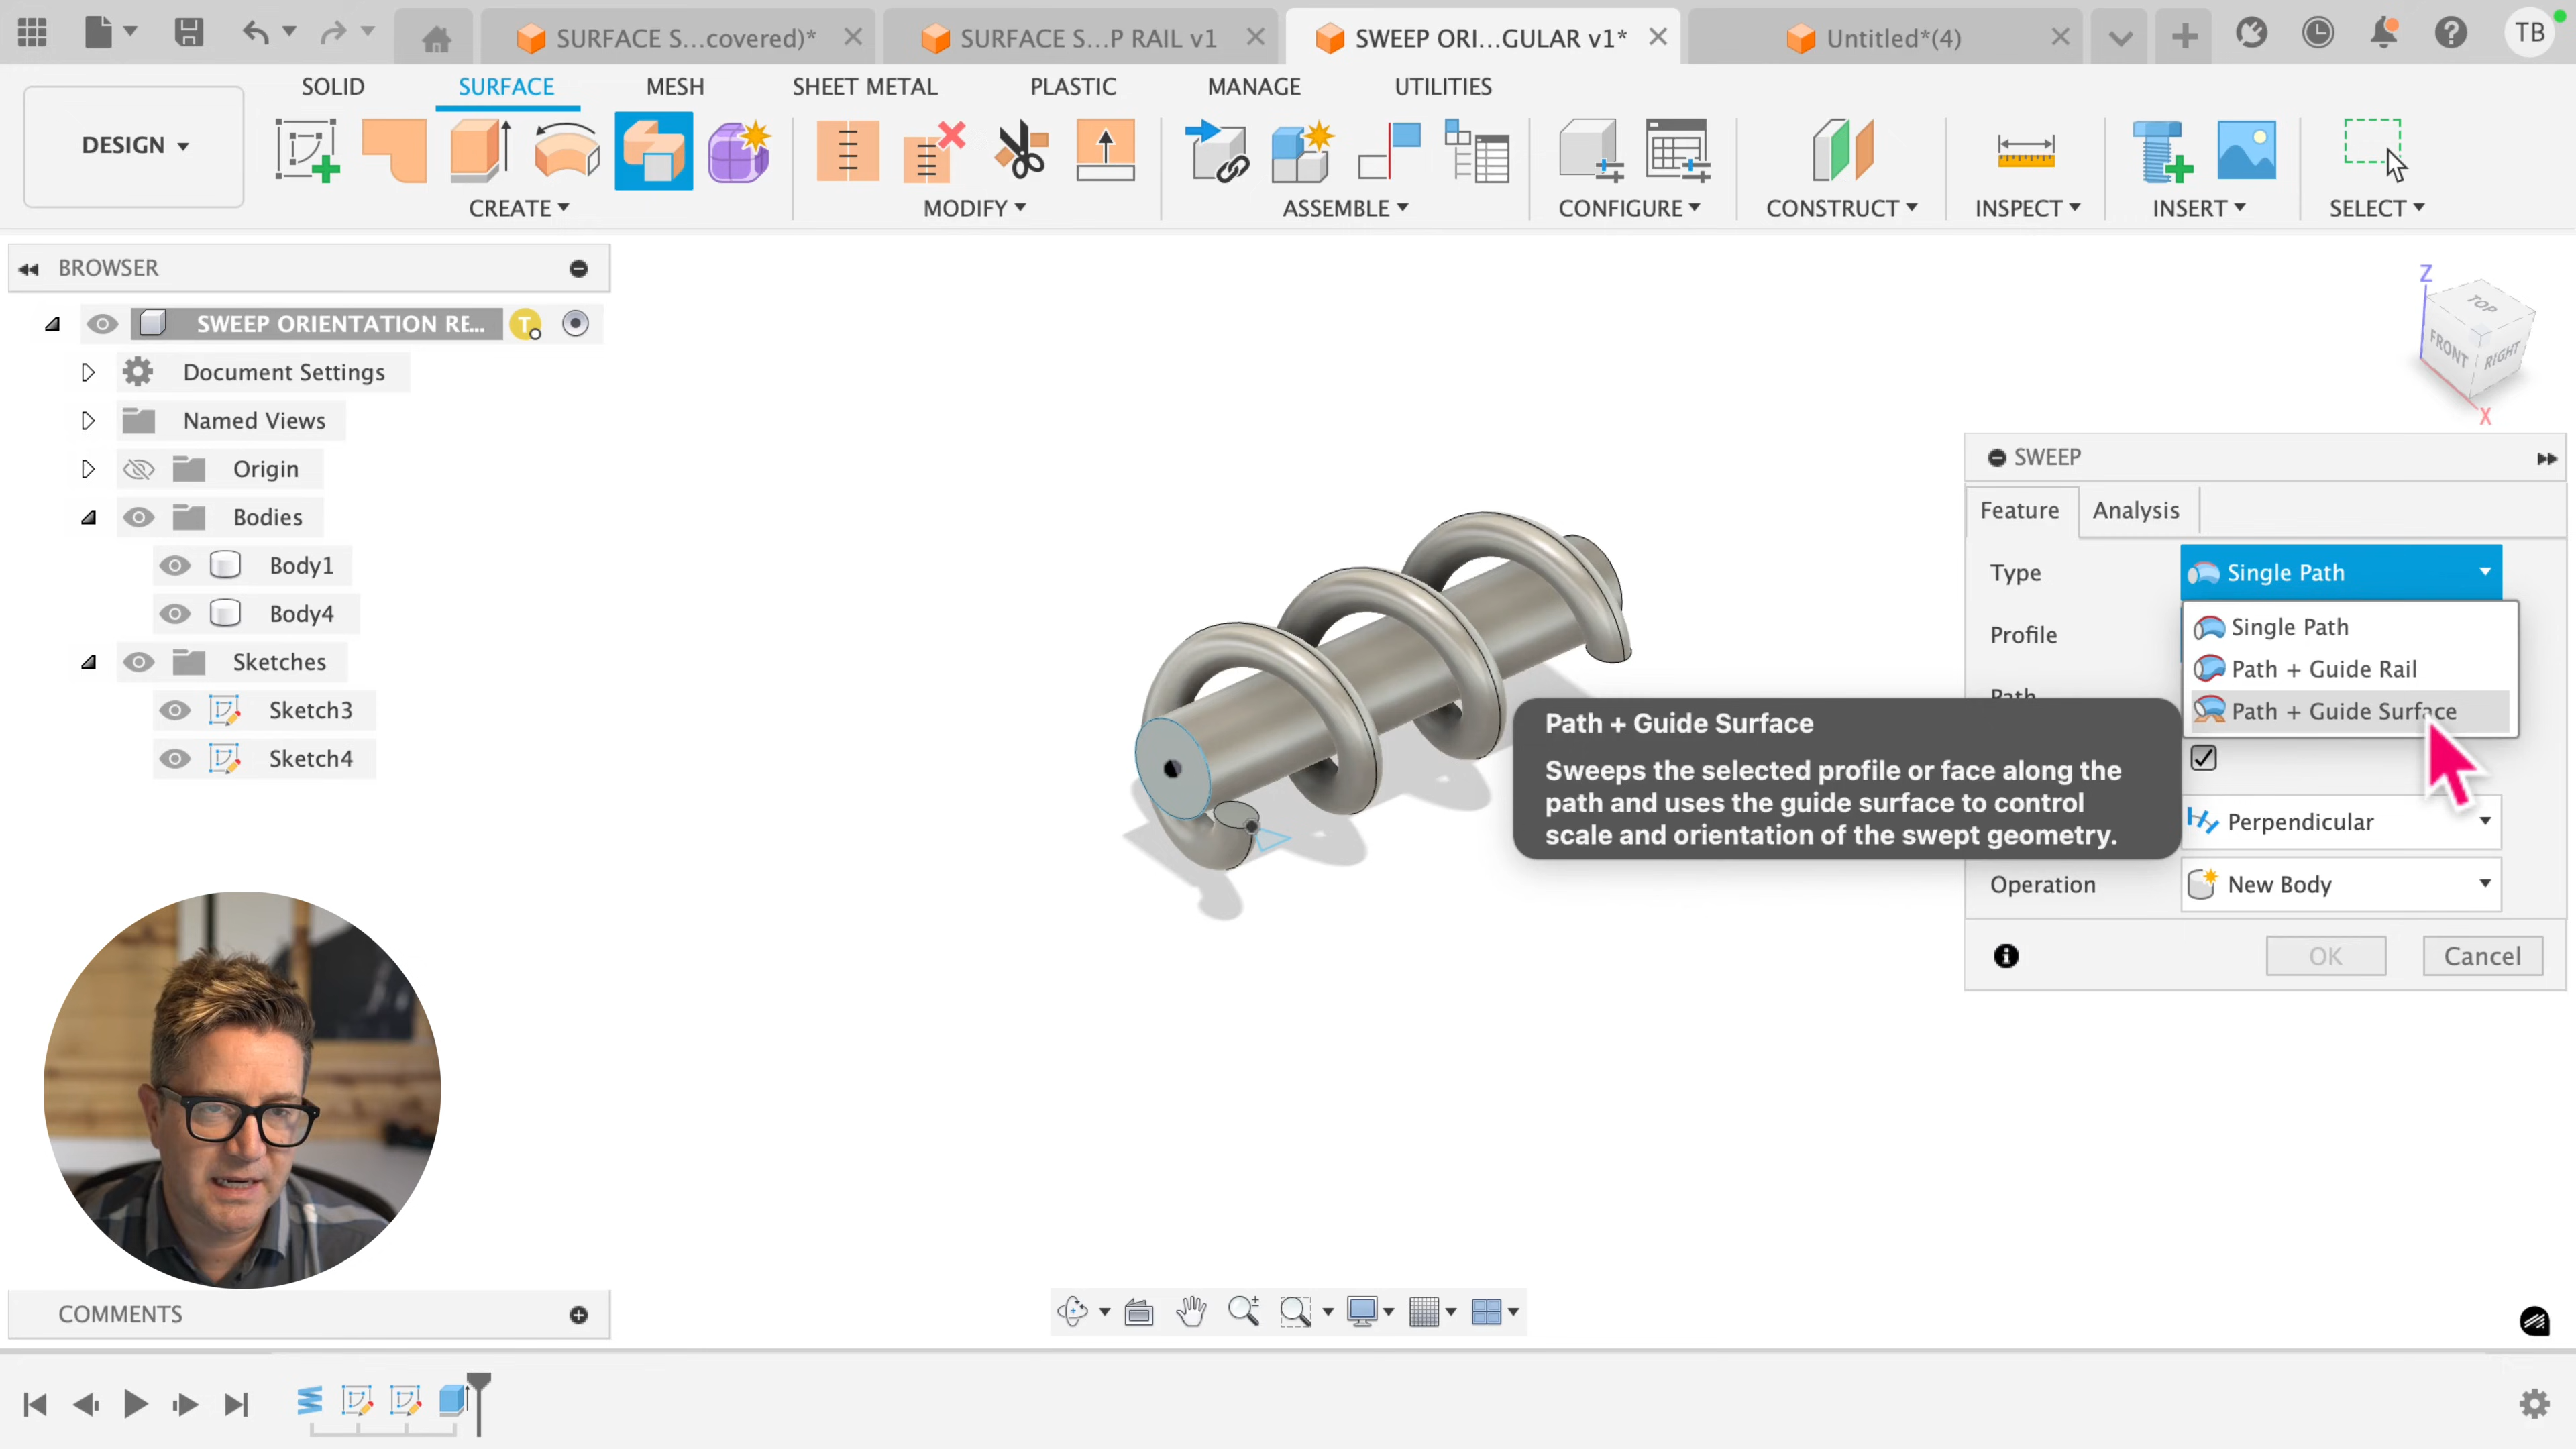 SURFACE S...covered)*
SURFACE S...P RAIL v1
SWEEP ORI...GULAR v1*
Untitled*(4)
TB
SOLID
SURFACE
MESH
SHEET METAL
PLASTIC
MANAGE
UTILITIES
DESIGN
CREATE
MODIFY
ASSEMBLE
CONFIGURE
CONSTRUCT
INSPECT
INSERT
SELECT
BROWSER
SWEEP ORIENTATION RE...
T
Document Settings
Named Views
Origin
Bodies
Body1
Body4
Sketches
Sketch3
Sketch4
Z
TOP
FRONT
RIGHT
X
SWEEP
Feature
Analysis
Type
Single Path
Single Path
Profile
Path + Guide Rail
Path
Path + Guide Surface
Path + Guide Surface
Sweeps the selected profile or face along the
path and uses the guide surface to control
scale and orientation of the swept geometry.
Perpendicular
Operation
New Body
OK
Cancel
COMMENTS